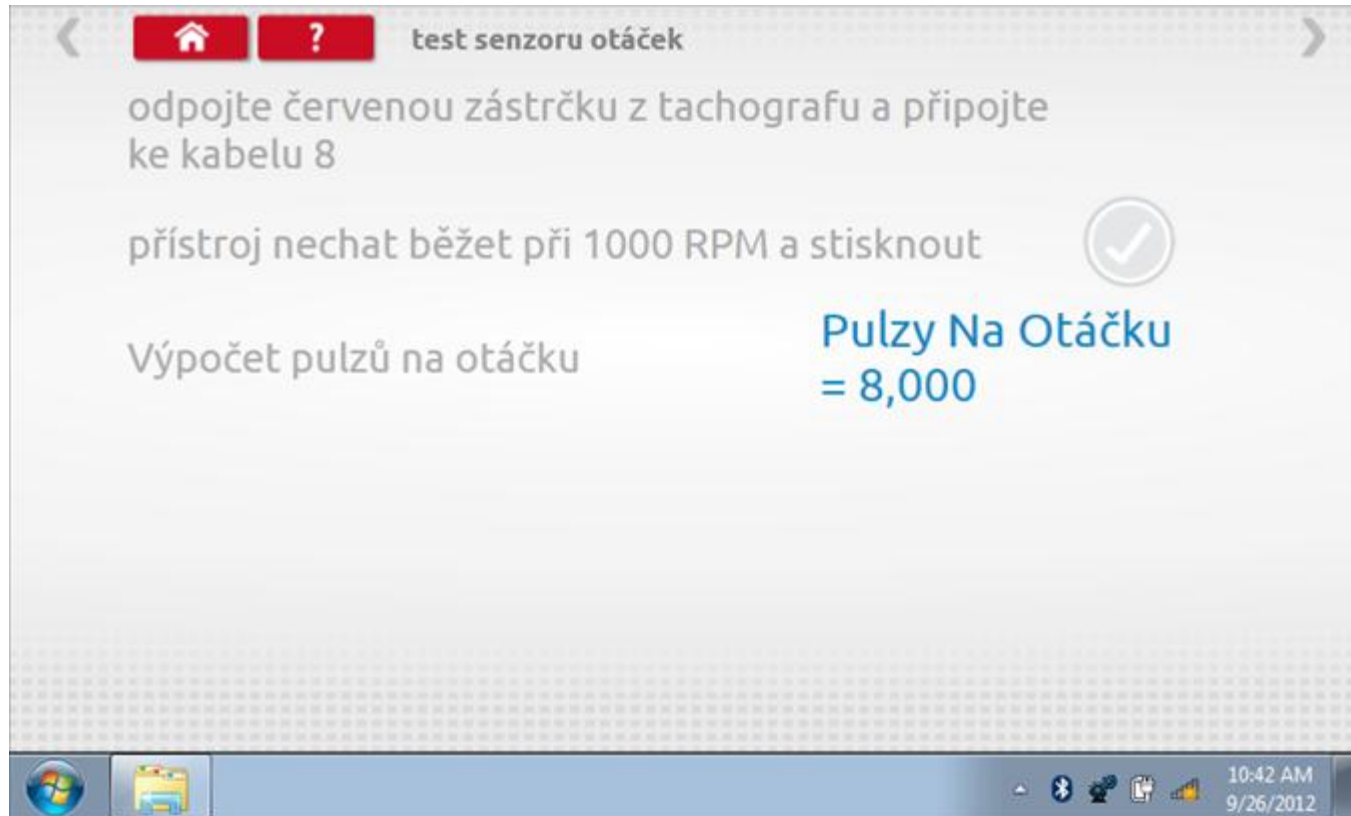 ? test senzoru otáček
odpojte červenou zástrčku z tachografu a připojte
ke kabelu 8
přístroj nechat běžet při 1000 RPM a stisknout
Výpočet pulzů na otáčku
Pulzy Na Otáčku
= 8,000
10:42 AM
9/26/2012